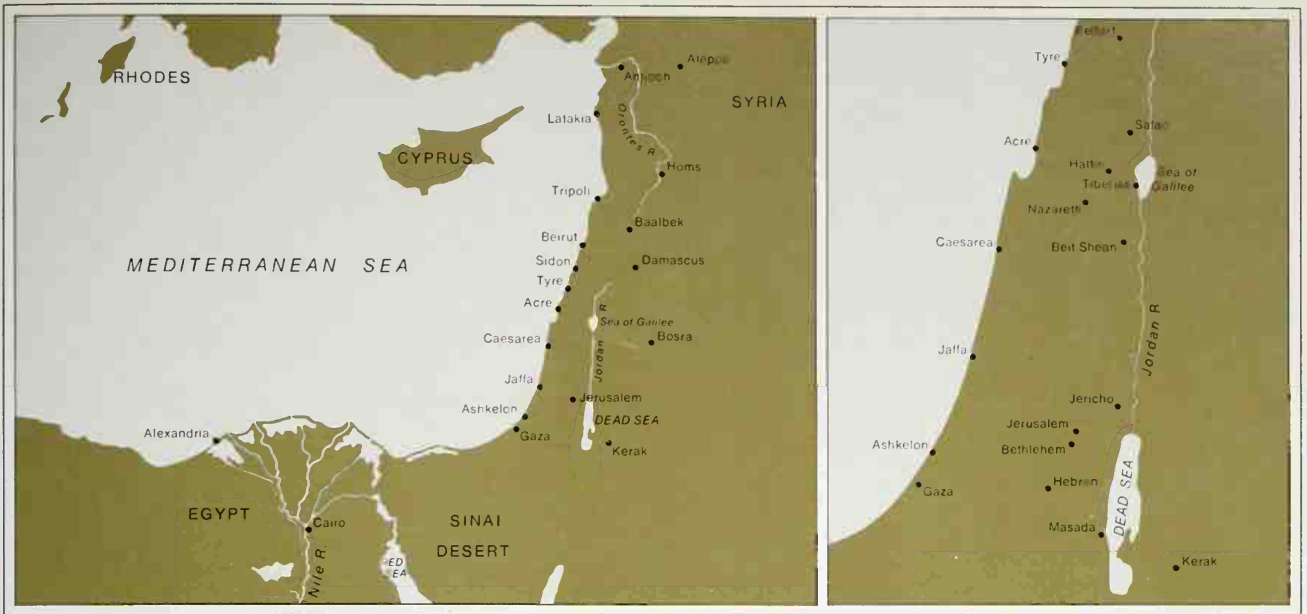 RHODES
Aleppo
Antioch
SYRIA
Latakia
Orontes R
CYPRUS
Homs
Tripoli
Baalbek
Beirut
MEDITERRANEAN SEA
Sidon
Damascus
Tyre
Acre
Jordan R
Sea of Galilee
Caesarea
Bosra
Jaffa
Jerusalem
Ashkelon
DEAD SEA
Alexandria
Gaza
Kerak
EGYPT
Cairo
SINAI
DESERT
Nile R.
ED
EA
Tyre
Acre
Safad
Hattin
Sea of
Tiberias
Galilee
Nazareth
Caesarea
Beit Shean
Jordan R
Jaffa
Jericho
Jerusalem
Ashkelon
Bethlehem
DEAD SEA
Gaza
Hebron
Masada
Kerak